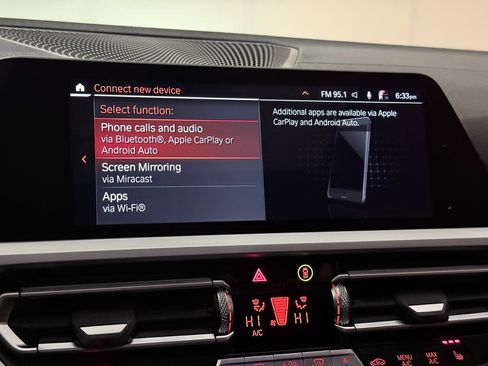 Connect new device
FM 95.1
6:33pm
Select function:
Phone calls and audio
via Bluetooth®, Apple CarPlay or
Android Auto
Screen Mirroring
via Miracast
Apps
via Wi-Fi®
Additional apps are available via Apple
CarPlay and Android Auto.
HI
HI
A/C
A/C
MENU
A/C
MAX
A/C